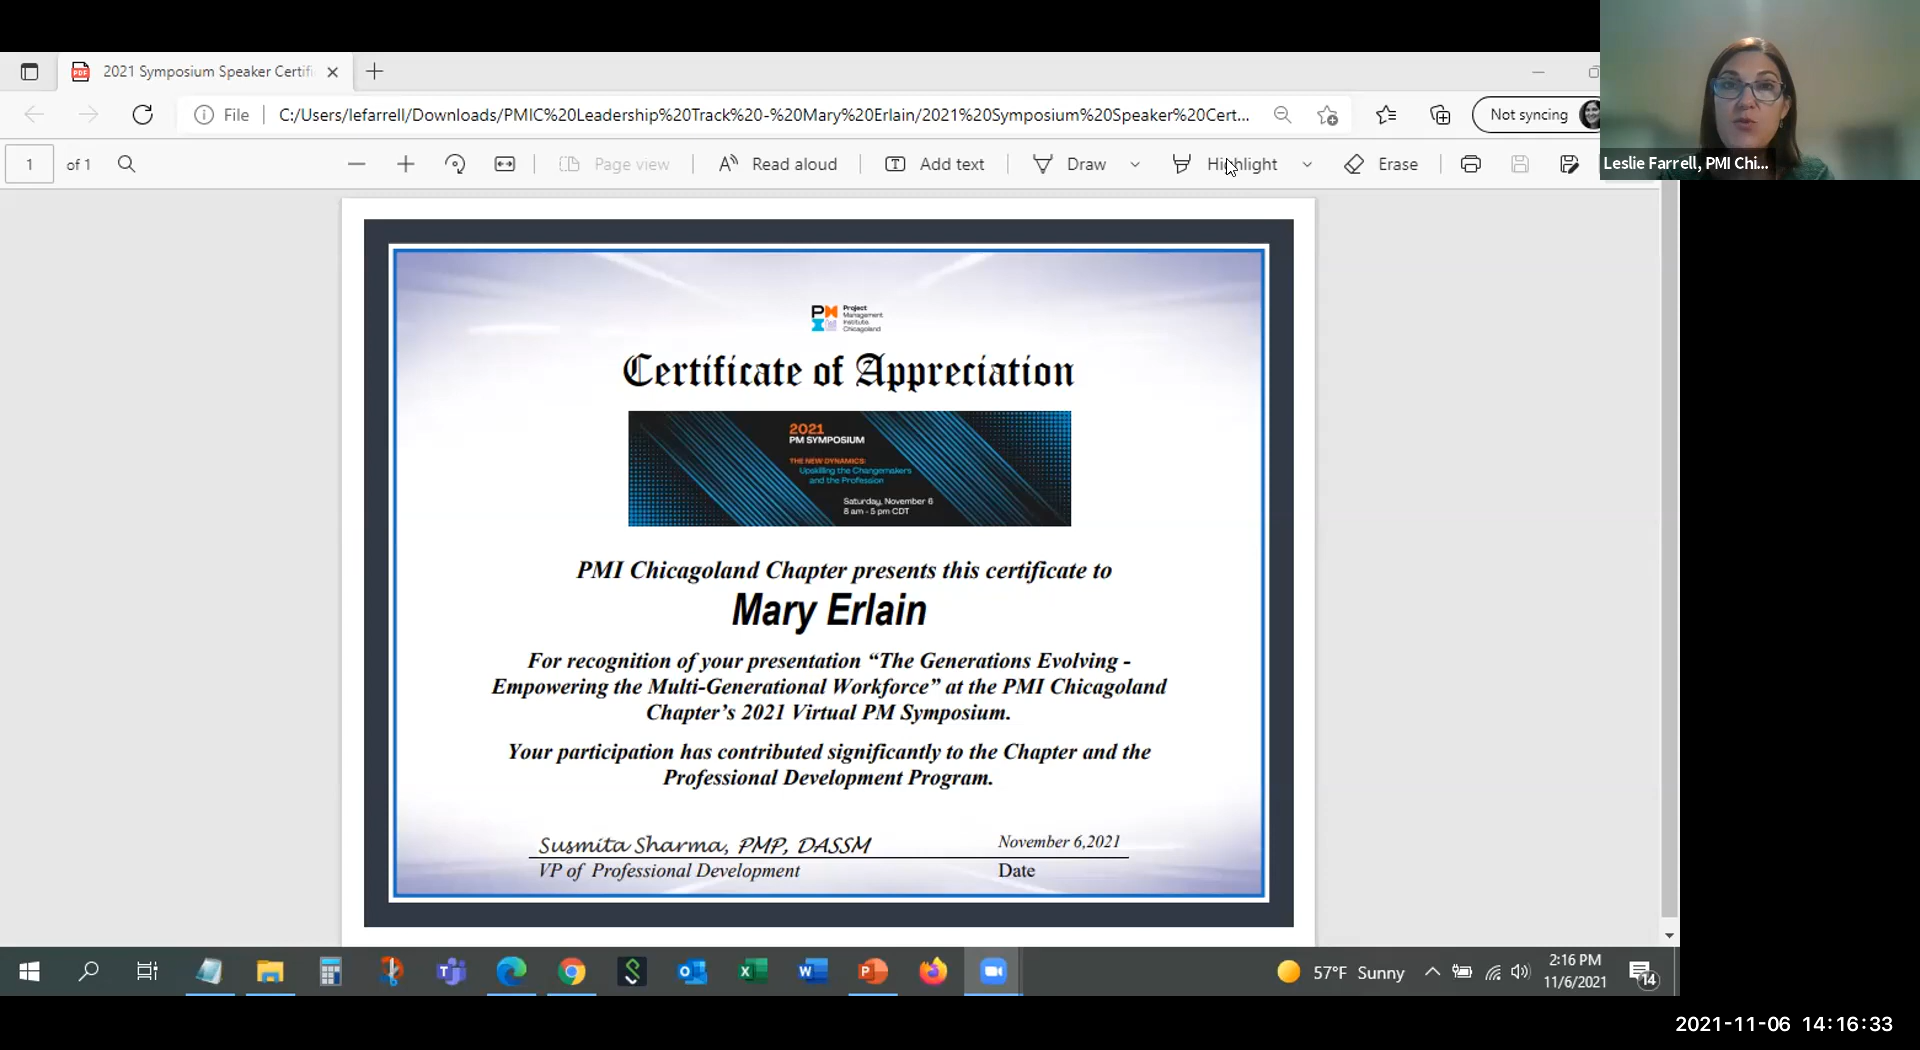 2021 Symposium Speaker Certifi
File
C:/Users/lefarrell/Downloads/PMIC%20Leadership%20Track%20-%20Mary%20Erlain/2021%20Symposium%20Speaker%20Cert...
Not syncing
1 of 1
Page view
Read aloud
Add text
Draw
Highlight
Erase
Leslie Farrell, PMI Chi...
PM
Project
Management
Institute.
Chicagoland
Certificate of Appreciation
2021
PM SYMPOSIUM
THE NEW DYNAMICS:
Upskilling the Changemakers
and the Profession
Saturday, November 6
8 am - 5 pm CDT
PMI Chicagoland Chapter presents this certificate to
Mary Erlain
For recognition of your presentation “The Generations Evolving -
Empowering the Multi-Generational Workforce” at the PMI Chicagoland
Chapter’s 2021 Virtual PM Symposium.
Your participation has contributed significantly to the Chapter and the
Professional Development Program.
Susmita Sharma, PMP, DASSM
November 6,2021
VP of Professional Development
Date
57°F Sunny
2:16 PM
11/6/2021
14
2021-11-06 14:16:33